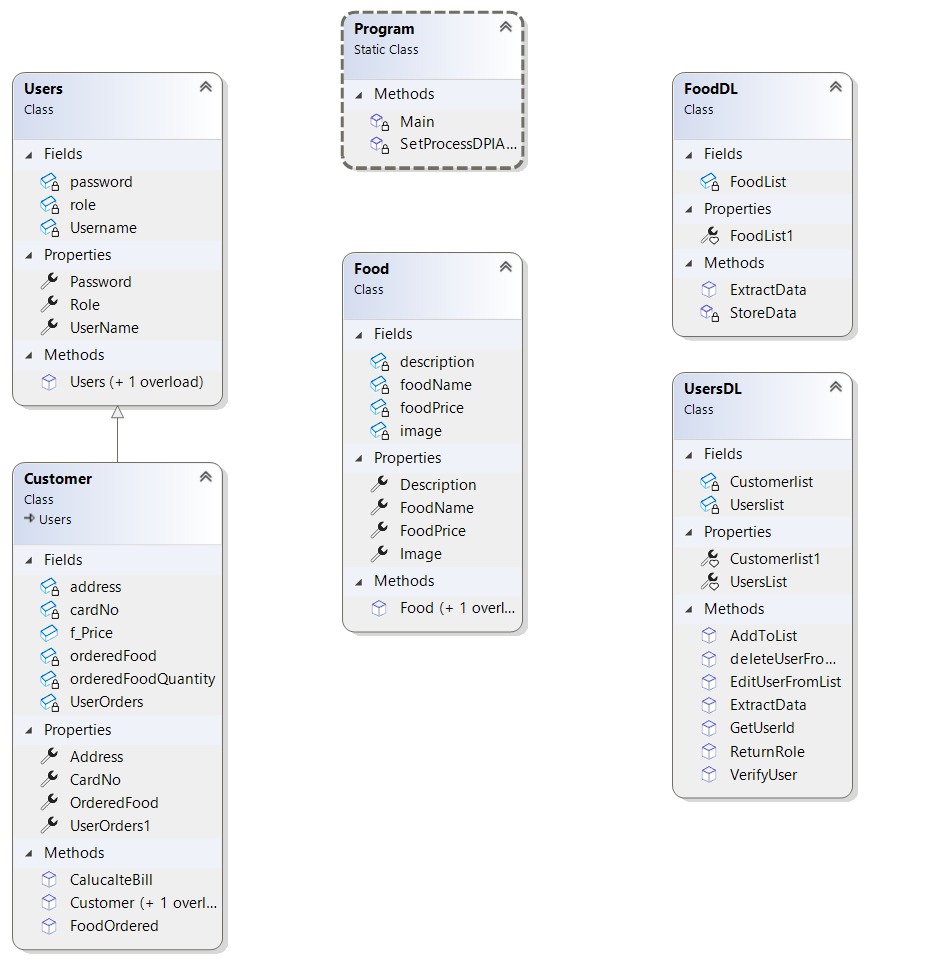 Program
Static Class
Methods
Main
SetProcessDPIA...
Users
Class
Fields
password
role
Username
Properties
Password
Role
UserName
Methods
Users (+ 1 overload)
Customer
Class
Users
Fields
address
cardNo
f_Price
orderedFood
orderedFoodQuantity
UserOrders
Properties
Address
CardNo
OrderedFood
UserOrders1
Methods
CalucalteBill
Customer (+ 1 overl...
FoodOrdered
Food
Class
Fields
description
foodName
foodPrice
image
Properties
Description
FoodName
FoodPrice
Image
Methods
Food (+ 1 overl...
FoodDL
Class
Fields
FoodList
Properties
FoodList1
Methods
ExtractData
StoreData
UsersDL
Class
Fields
Customerlist
Userslist
Properties
Customerlist1
UsersList
Methods
AddToList
deleteUserFro...
EditUserFromList
ExtractData
GetUserId
ReturnRole
VerifyUser